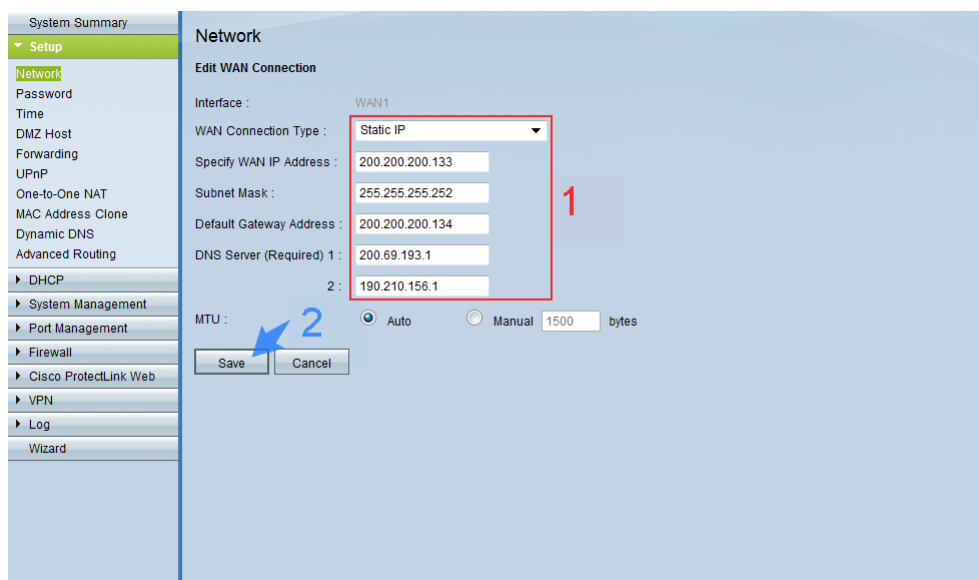 System Summary
Setup
Network
Password
Time
DMZ Host
Forwarding
UPnP
One-to-One NAT
MAC Address Clone
Dynamic DNS
Advanced Routing
DHCP
System Management
Port Management
Firewall
Cisco ProtectLink Web
VPN
Log
Wizard
Network
Edit WAN Connection
Interface : WAN1
WAN Connection Type : Static IP
Specify WAN IP Address : 200.200.200.133
Subnet Mask : 255.255.255.252
Default Gateway Address : 200.200.200.134
DNS Server (Required) 1 : 200.69.193.1
2 : 190.210.156.1
1
MTU : Auto Manual 1500 bytes
2
Save Cancel